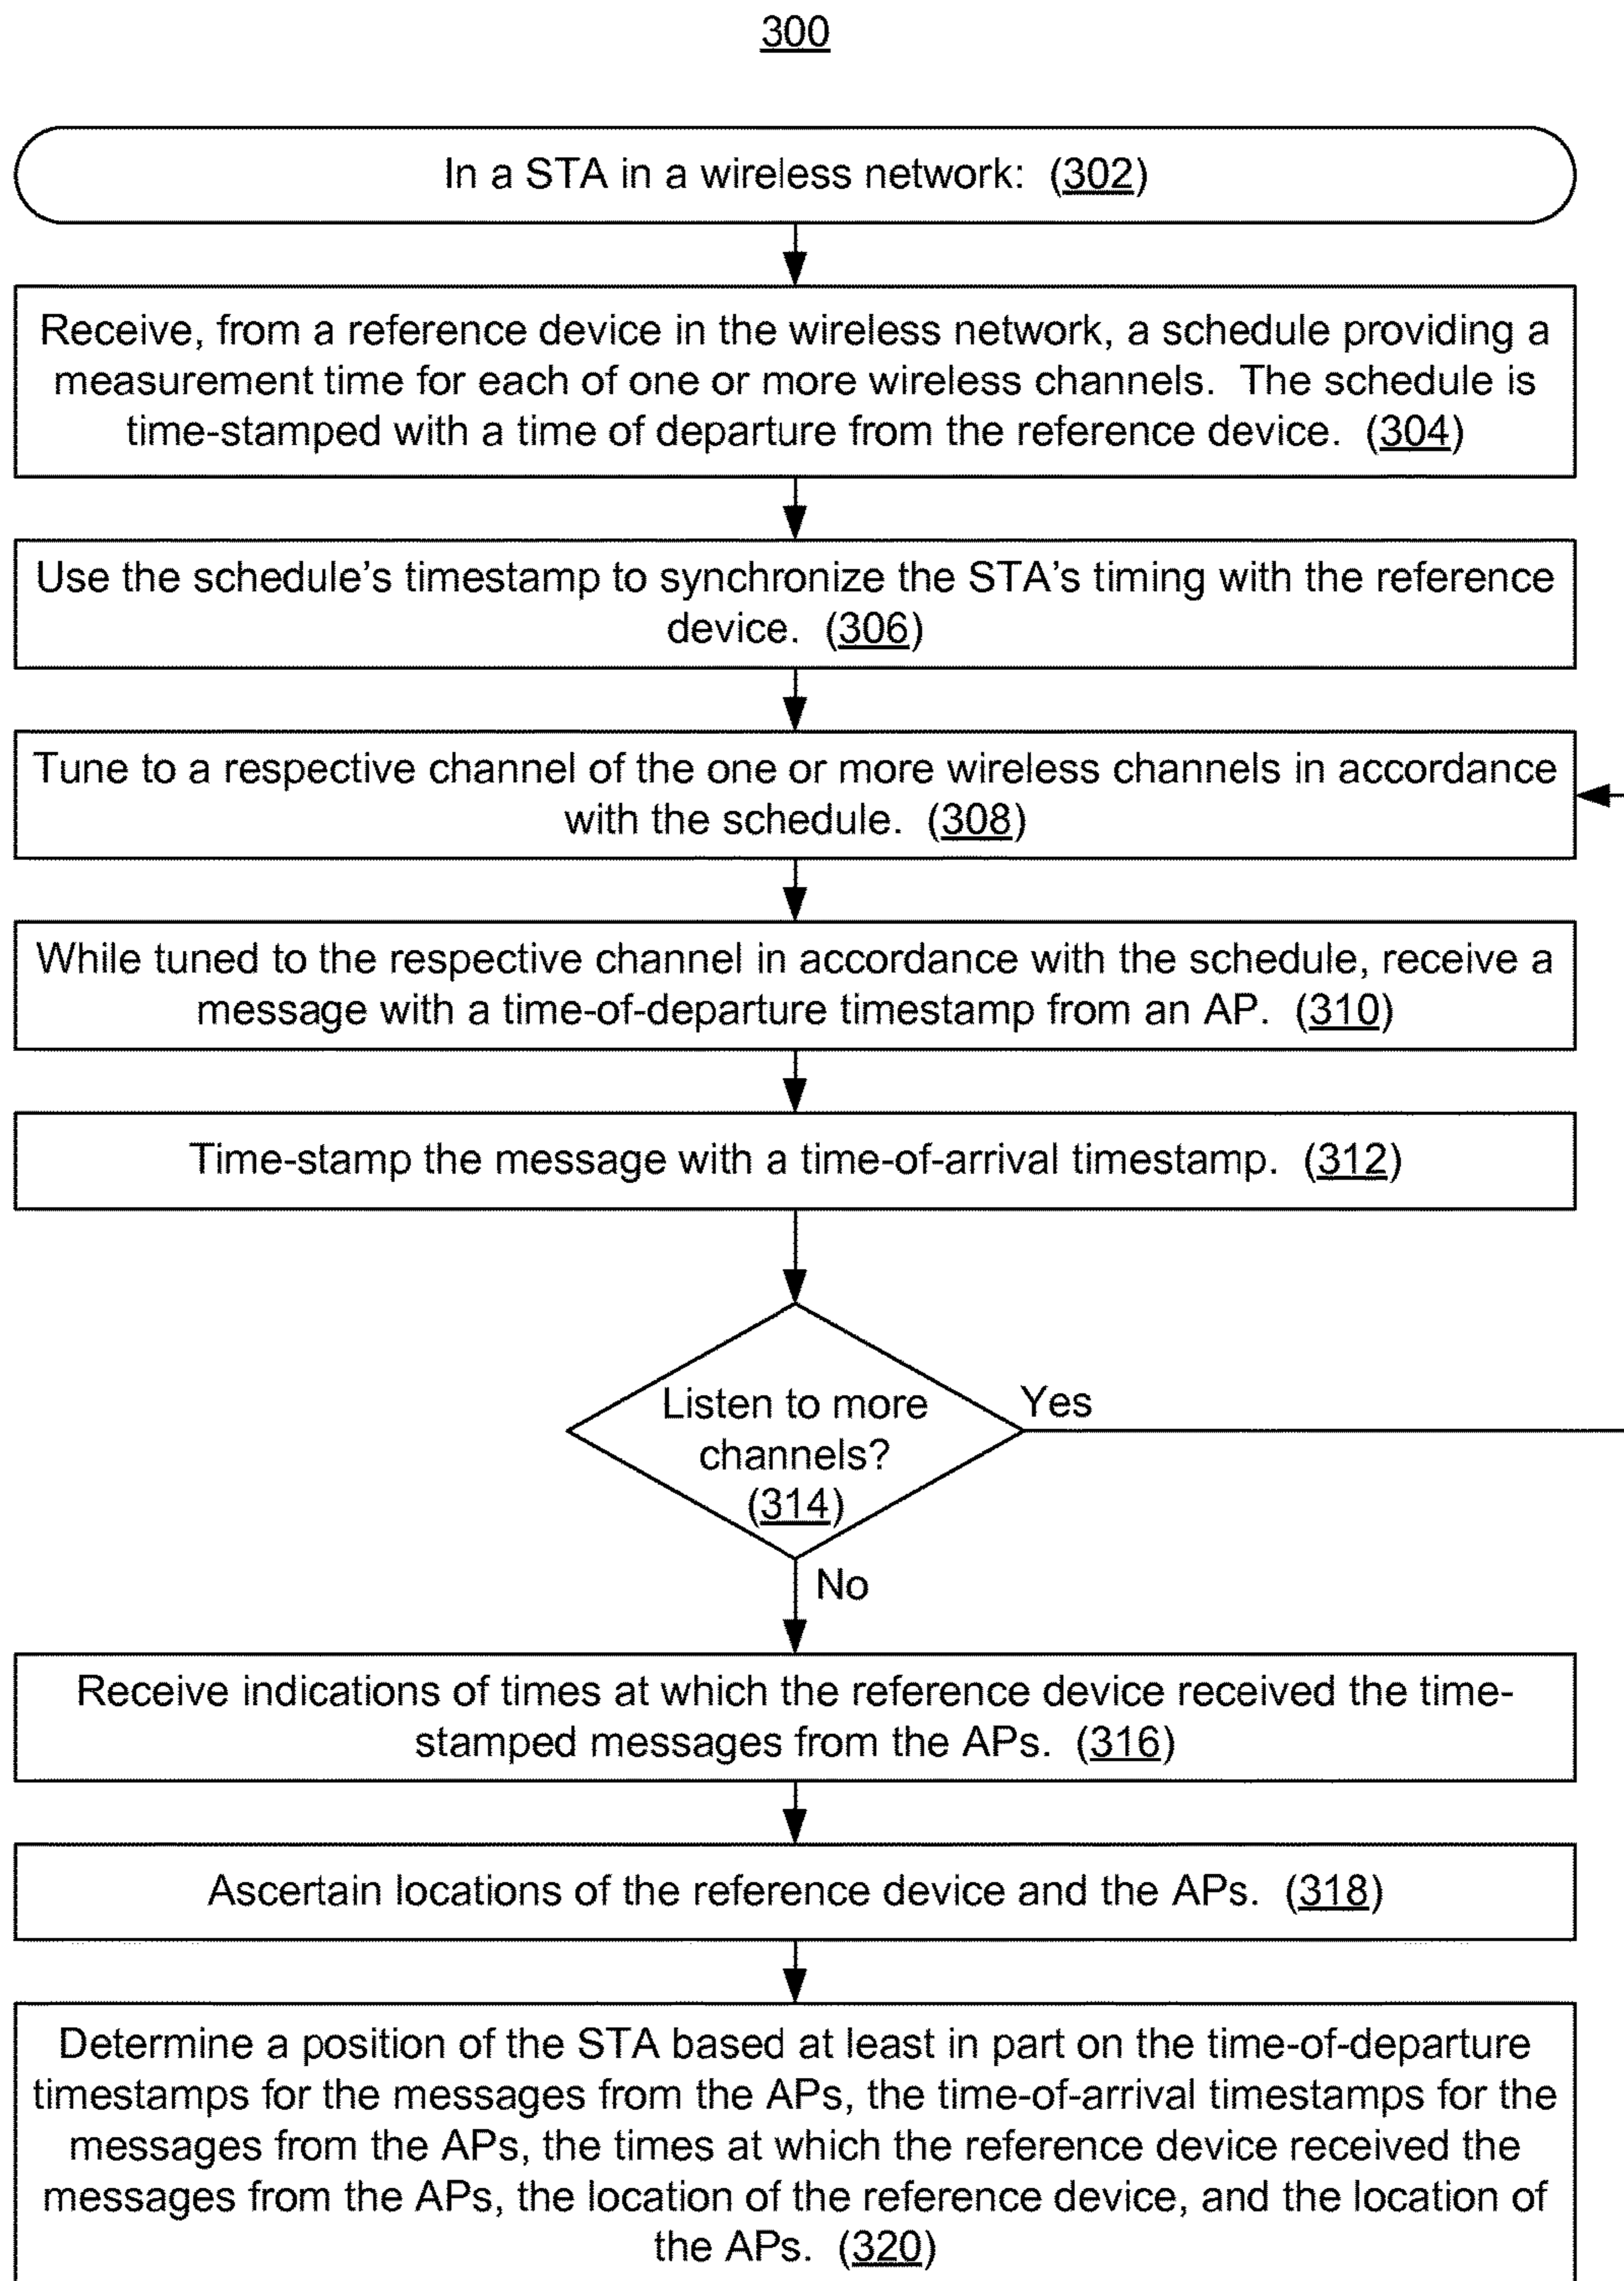 300
In a STA in a wireless network: (302)
Receive, from a reference device in the wireless network, a schedule providing a
measurement time for each of one or more wireless channels. The schedule is
time-stamped with a time of departure from the reference device. (304)
Use the schedule's timestamp to synchronize the STA's timing with the reference
device. (306)
Tune to a respective channel of the one or more wireless channels in accordance
with the schedule. (308)
While tuned to the respective channel in accordance with the schedule, receive a
message with a time-of-departure timestamp from an AP. (310)
Time-stamp the message with a time-of-arrival timestamp. (312)
Listen to more
channels?
(314)
Yes
No
Receive indications of times at which the reference device received the time-
stamped messages from the APs. (316)
Ascertain locations of the reference device and the APs. (318)
Determine a position of the STA based at least in part on the time-of-departure
timestamps for the messages from the APs, the time-of-arrival timestamps for the
messages from the APs, the times at which the reference device received the
messages from the APs, the location of the reference device, and the location of
the APs. (320)